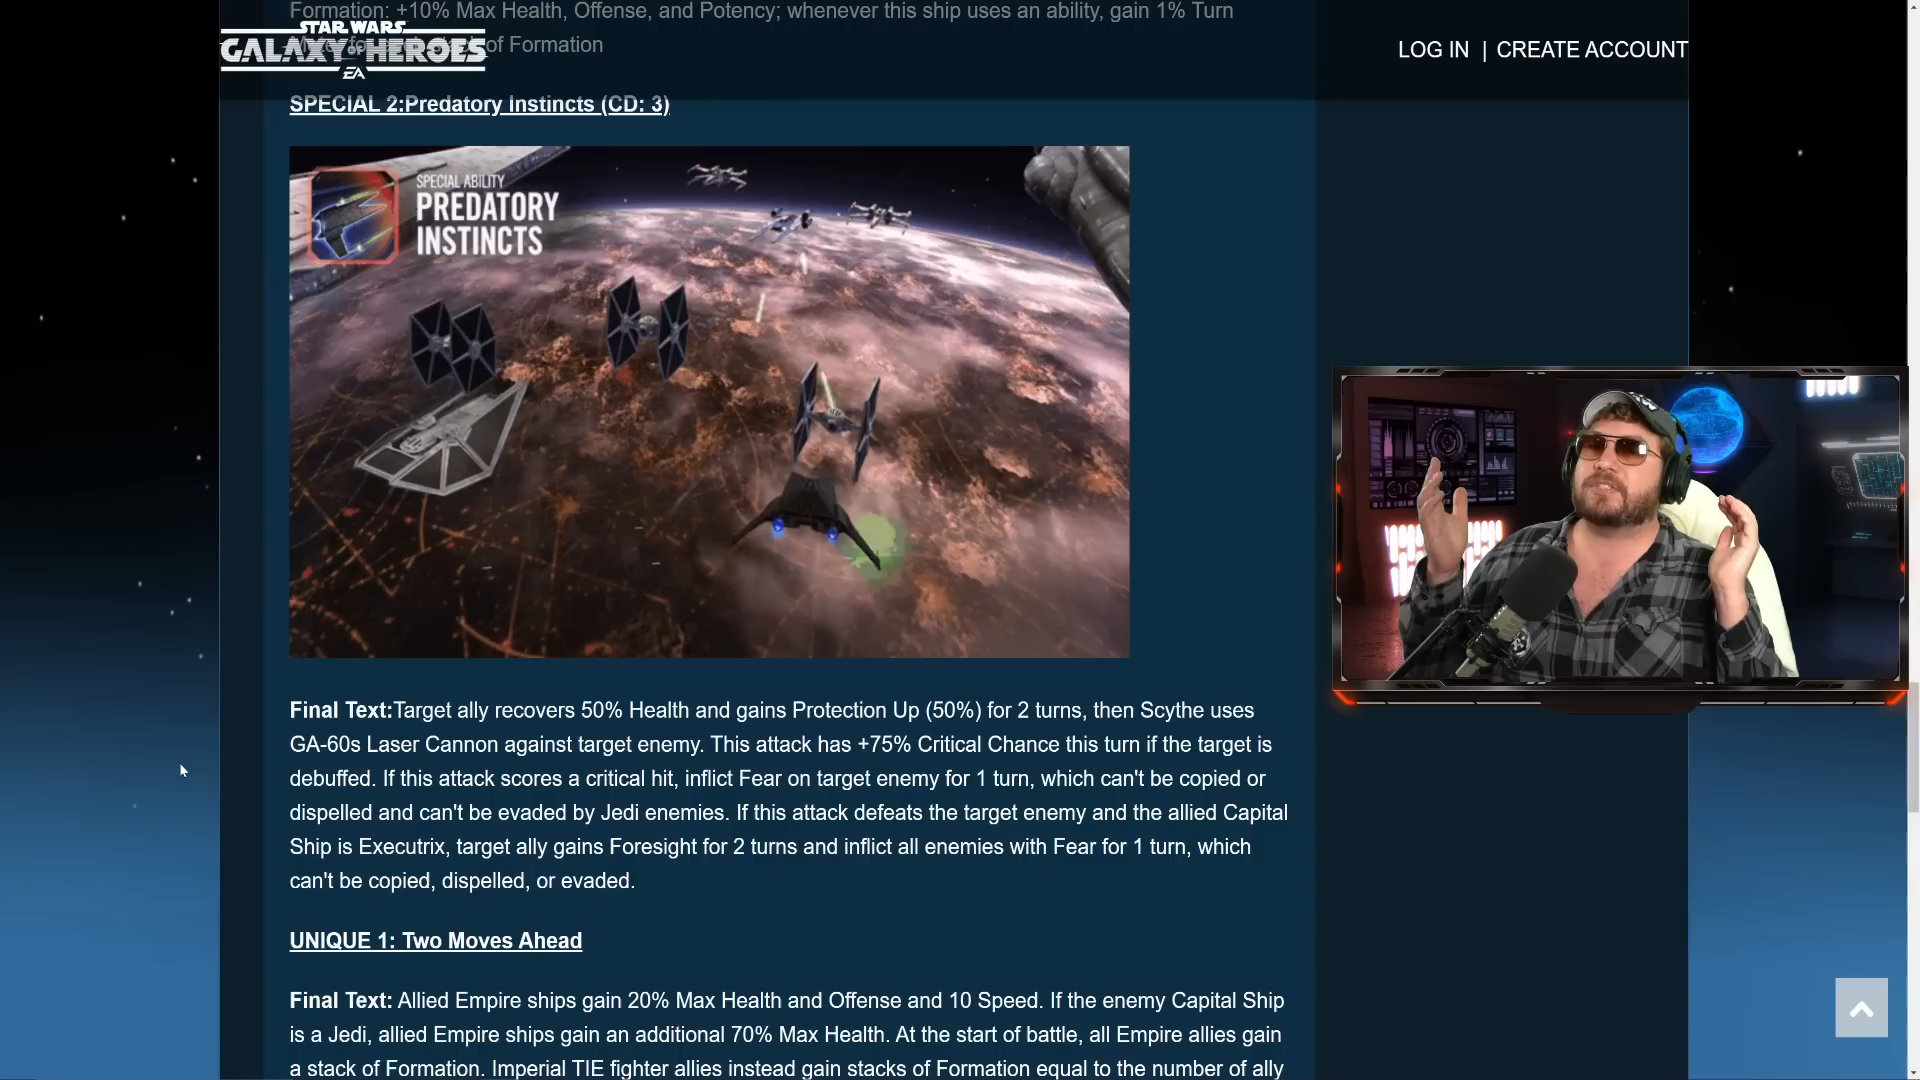 Formation: +10% Max Health, Offense, and Potency; whenever this ship uses an ability, gain 1% Turn
of Formation
STAR WARS
GALAXY OF HEROES
EA
LOG IN | CREATE ACCOUNT
SPECIAL 2:Predatory Instincts (CD: 3)
SPECIAL ABILITY
PREDATORY
INSTINCTS
Final Text:Target ally recovers 50% Health and gains Protection Up (50%) for 2 turns, then Scythe uses
GA-60s Laser Cannon against target enemy. This attack has +75% Critical Chance this turn if the target is
debuffed. If this attack scores a critical hit, inflict Fear on target enemy for 1 turn, which can't be copied or
dispelled and can't be evaded by Jedi enemies. If this attack defeats the target enemy and the allied Capital
Ship is Executrix, target ally gains Foresight for 2 turns and inflict all enemies with Fear for 1 turn, which
can't be copied, dispelled, or evaded.
UNIQUE 1: Two Moves Ahead
Final Text: Allied Empire ships gain 20% Max Health and Offense and 10 Speed. If the enemy Capital Ship
is a Jedi, allied Empire ships gain an additional 70% Max Health. At the start of battle, all Empire allies gain
a stack of Formation. Imperial TIE fighter allies instead gain stacks of Formation equal to the number of ally